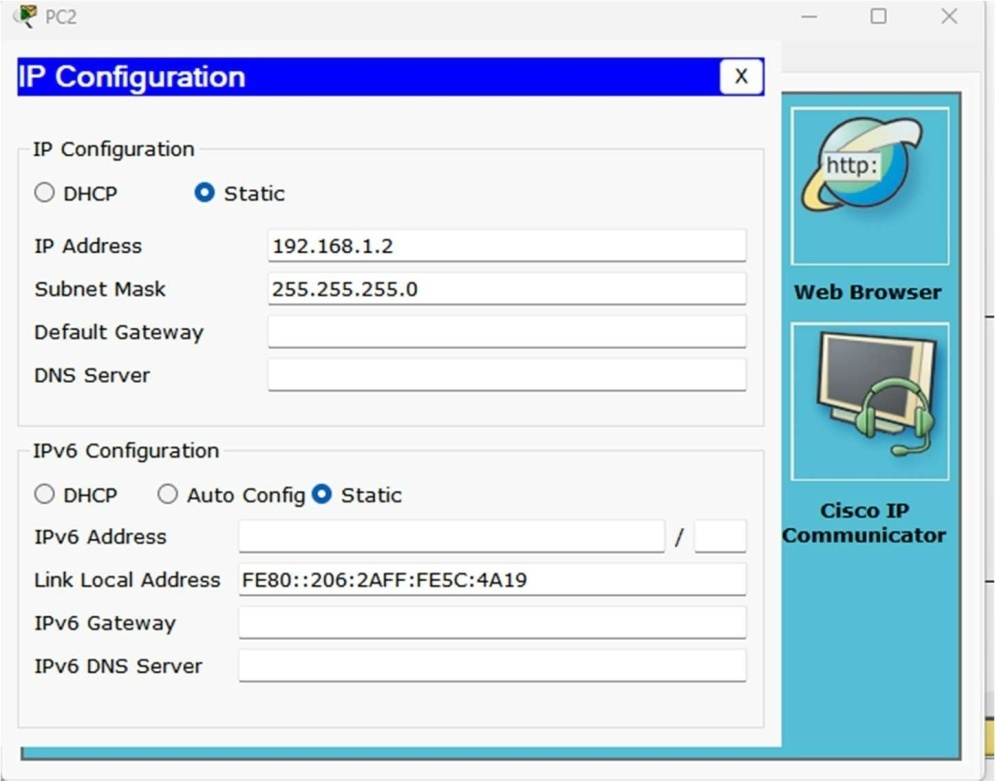 PC2
IP Configuration X
IP Configuration
DHCP Static
IP Address 192.168.1.2
Subnet Mask 255.255.255.0
Default Gateway
DNS Server
IPv6 Configuration
DHCP Auto Config Static
IPv6 Address /
Link Local Address FE80::206:2AFF:FE5C:4A19
IPv6 Gateway
IPv6 DNS Server
http:
Web Browser
Cisco IP
Communicator